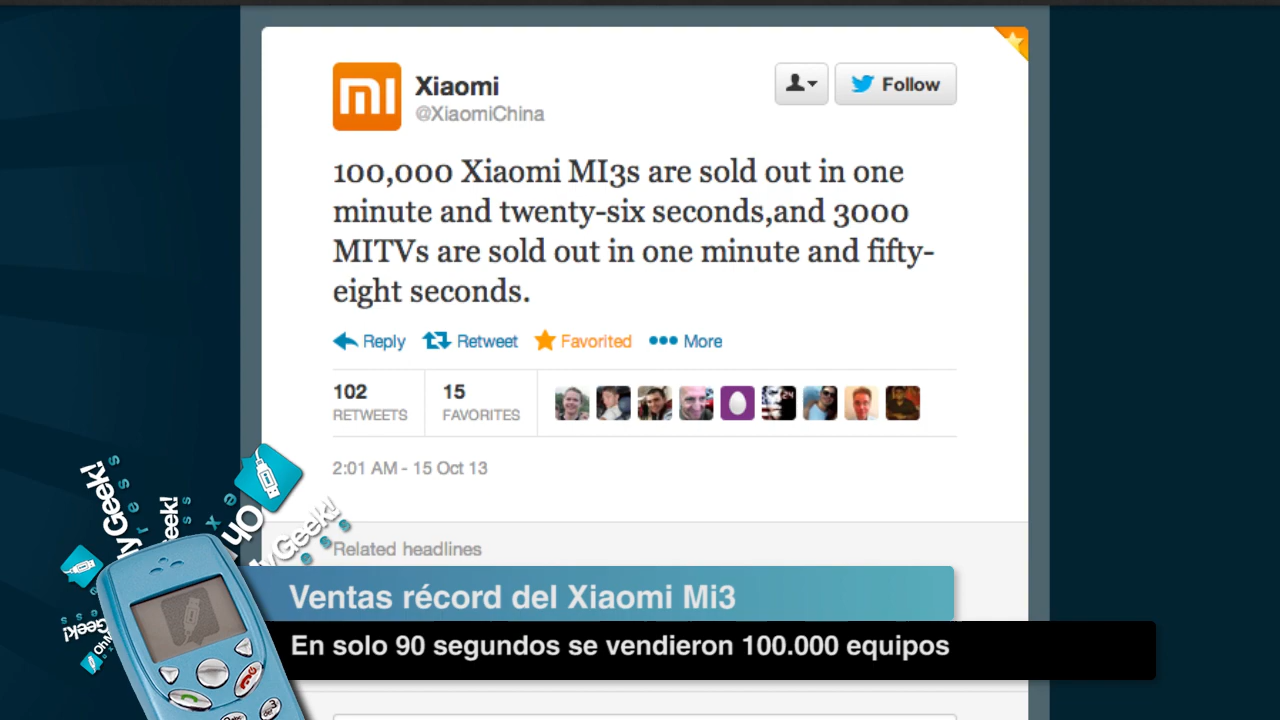 mi
Xiaomi
@XiaomiChina
Follow
100,000 Xiaomi MI3s are sold out in one
minute and twenty-six seconds,and 3000
MITVs are sold out in one minute and fifty-
eight seconds.
Reply Retweet Favorited More
102 15
RETWEETS FAVORITES
24
2:01 AM - 15 Oct 13
Related headlines
Ventas récord del Xiaomi Mi3
En solo 90 segundos se vendieron 100.000 equipos